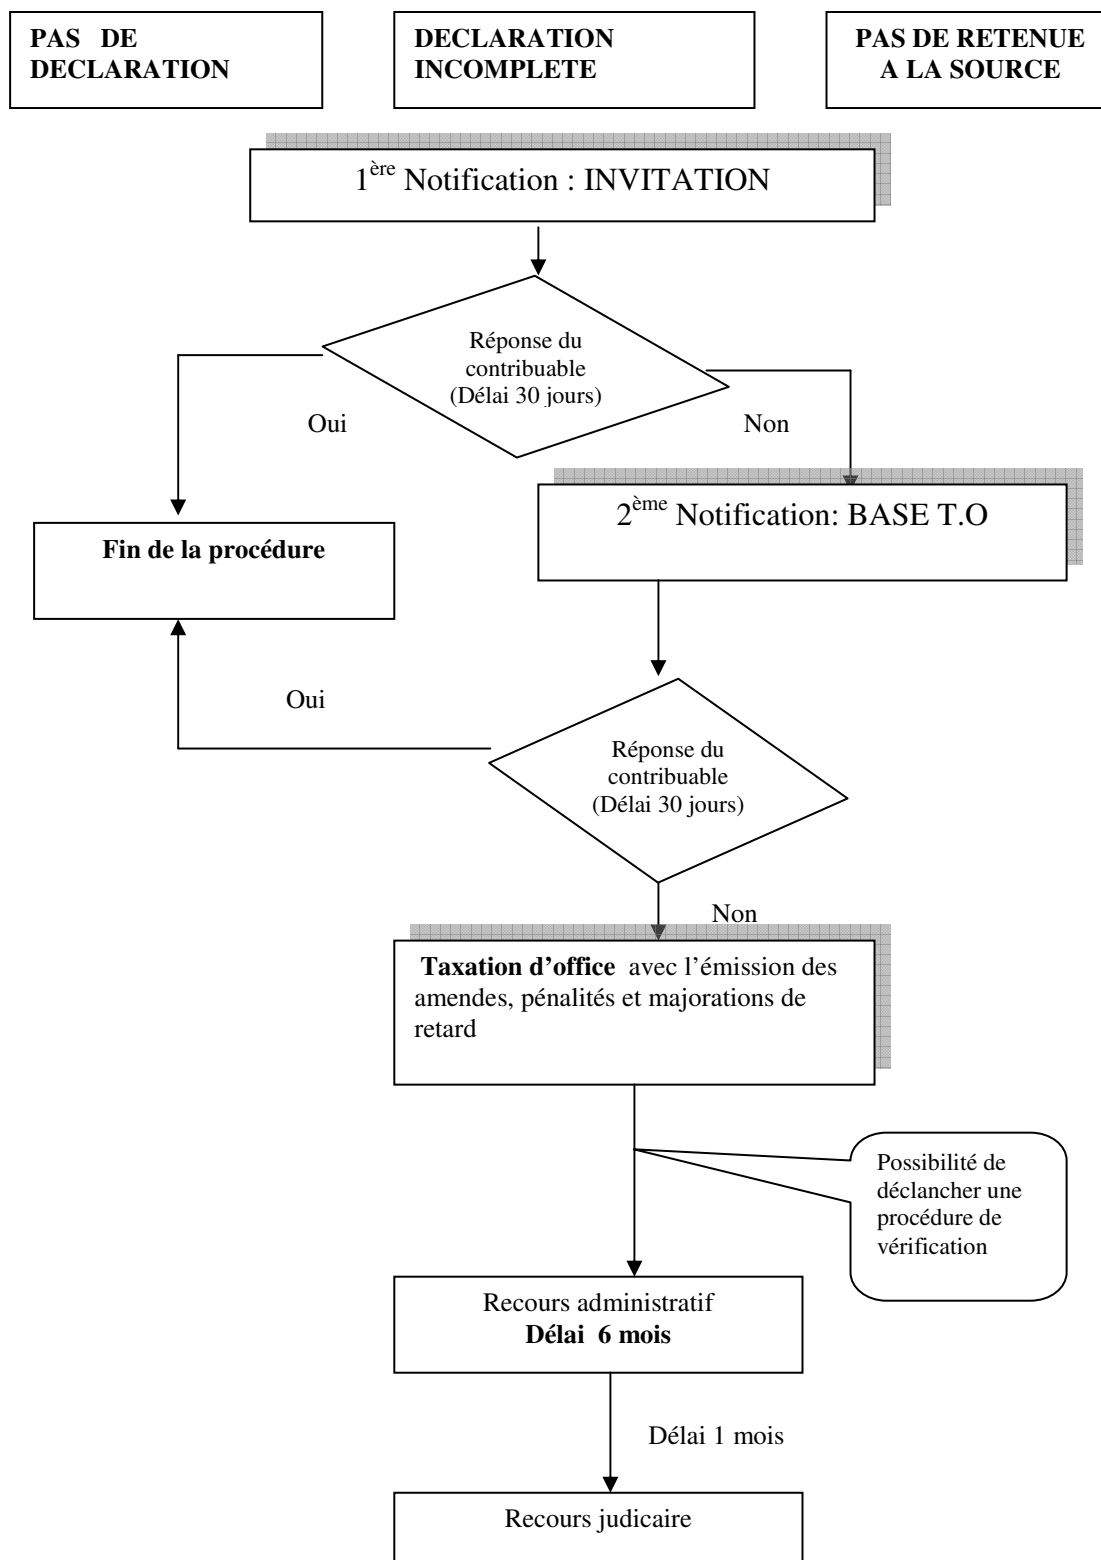 PAS DE
DECLARATION
DECLARATION
INCOMPLETE
PAS DE RETENUE
A LA SOURCE
1ère Notification : INVITATION
Réponse du
contribuable
(Délai 30 jours)
Oui
Non
2ème Notification: BASE T.O
Fin de la procédure
Oui
Réponse du
contribuable
(Délai 30 jours)
Non
Taxation d’office avec l’émission des
amendes, pénalités et majorations de
retard
Possibilité de
déclancher une
procédure de
vérification
Recours administratif
Délai 6 mois
Délai 1 mois
Recours judicaire